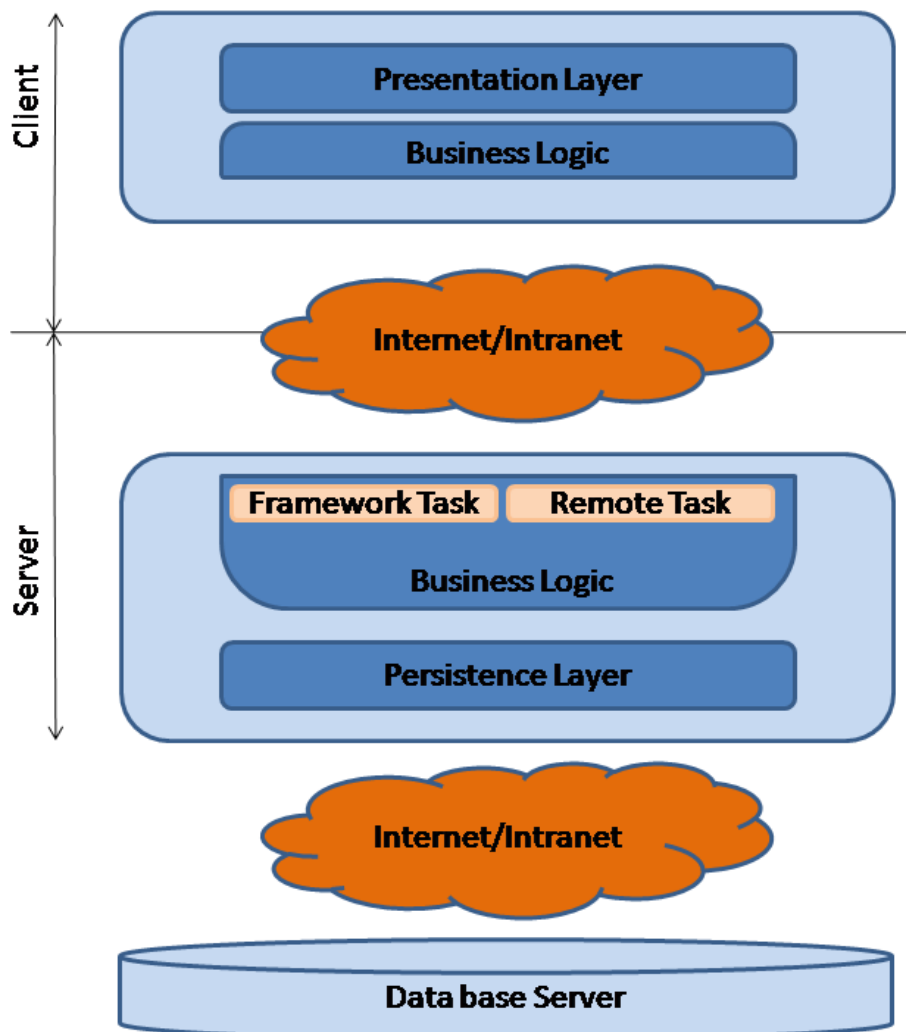 Client
Presentation Layer
Business Logic
Internet/Intranet
Server
Framework Task
Remote Task
Business Logic
Persistence Layer
Internet/Intranet
Data base Server